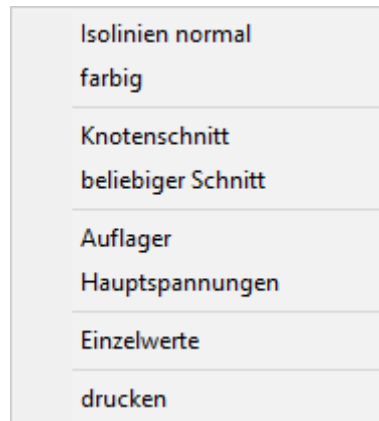 Isolinien normal
farbig
Knotenschnitt
beliebiger Schnitt
Auflager
Hauptspannungen
Einzelwerte
drucken